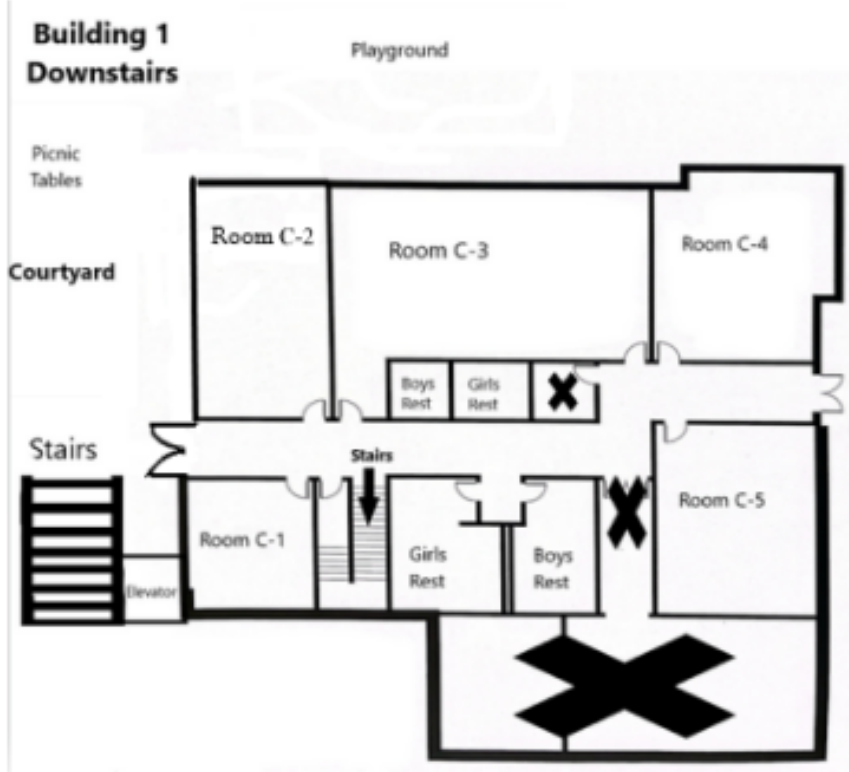 Building 1
Downstairs
Playground
Picnic
Tables
Courtyard
Room C-2
Room C-3
Room C-4
Boys
Rest
Girls
Rest
Stairs
Stairs
Room C-1
Elevator
Girls
Rest
Boys
Rest
Room C-5